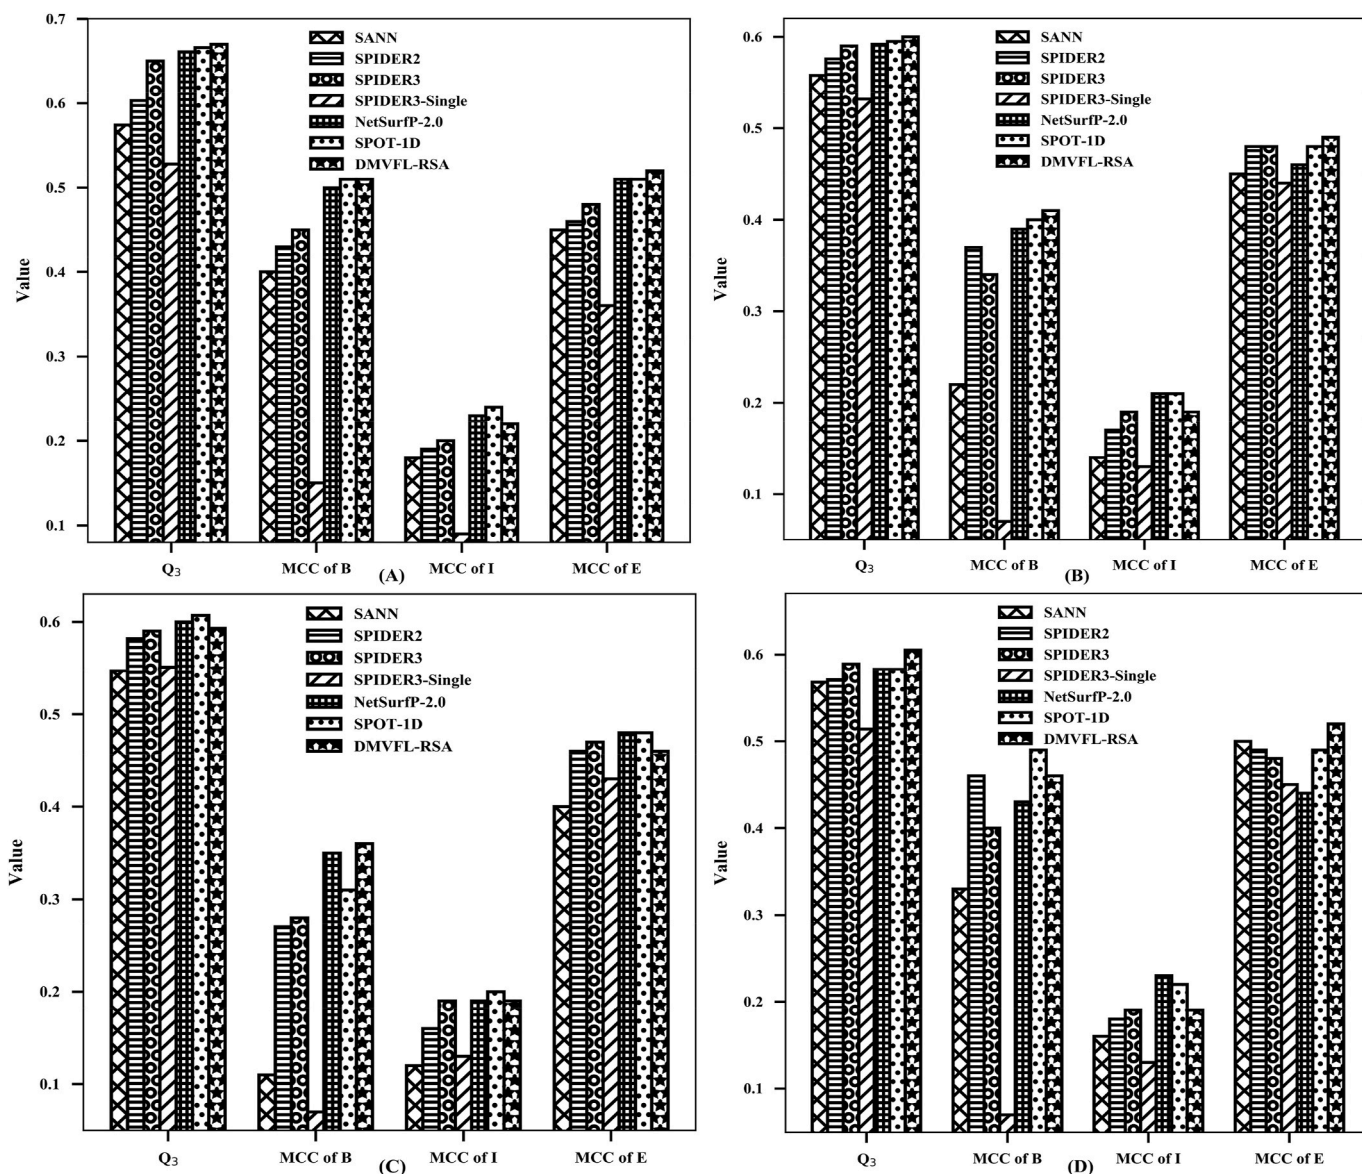 0.7
0.6
0.5
0.4
0.3
0.2
0.1
Value
SANN
SPIDER2
SPIDER3
SPIDER3-Single
NetSurfP-2.0
SPOT-1D
DMVFL-RSA
Q₃ MCC of B MCC of I MCC of E
(A)
0.6
0.5
0.4
0.3
0.2
0.1
Value
SANN
SPIDER2
SPIDER3
SPIDER3-Single
NetSurfP-2.0
SPOT-1D
DMVFL-RSA
Q₃ MCC of B MCC of I MCC of E
(B)
0.6
0.5
0.4
0.3
0.2
0.1
Value
SANN
SPIDER2
SPIDER3
SPIDER3-Single
NetSurfP-2.0
SPOT-1D
DMVFL-RSA
Q₃ MCC of B MCC of I MCC of E
(C)
0.6
0.5
0.4
0.3
0.2
0.1
Value
SANN
SPIDER2
SPIDER3
SPIDER3-Single
NetSurfP-2.0
SPOT-1D
DMVFL-RSA
Q₃ MCC of B MCC of I MCC of E
(D)